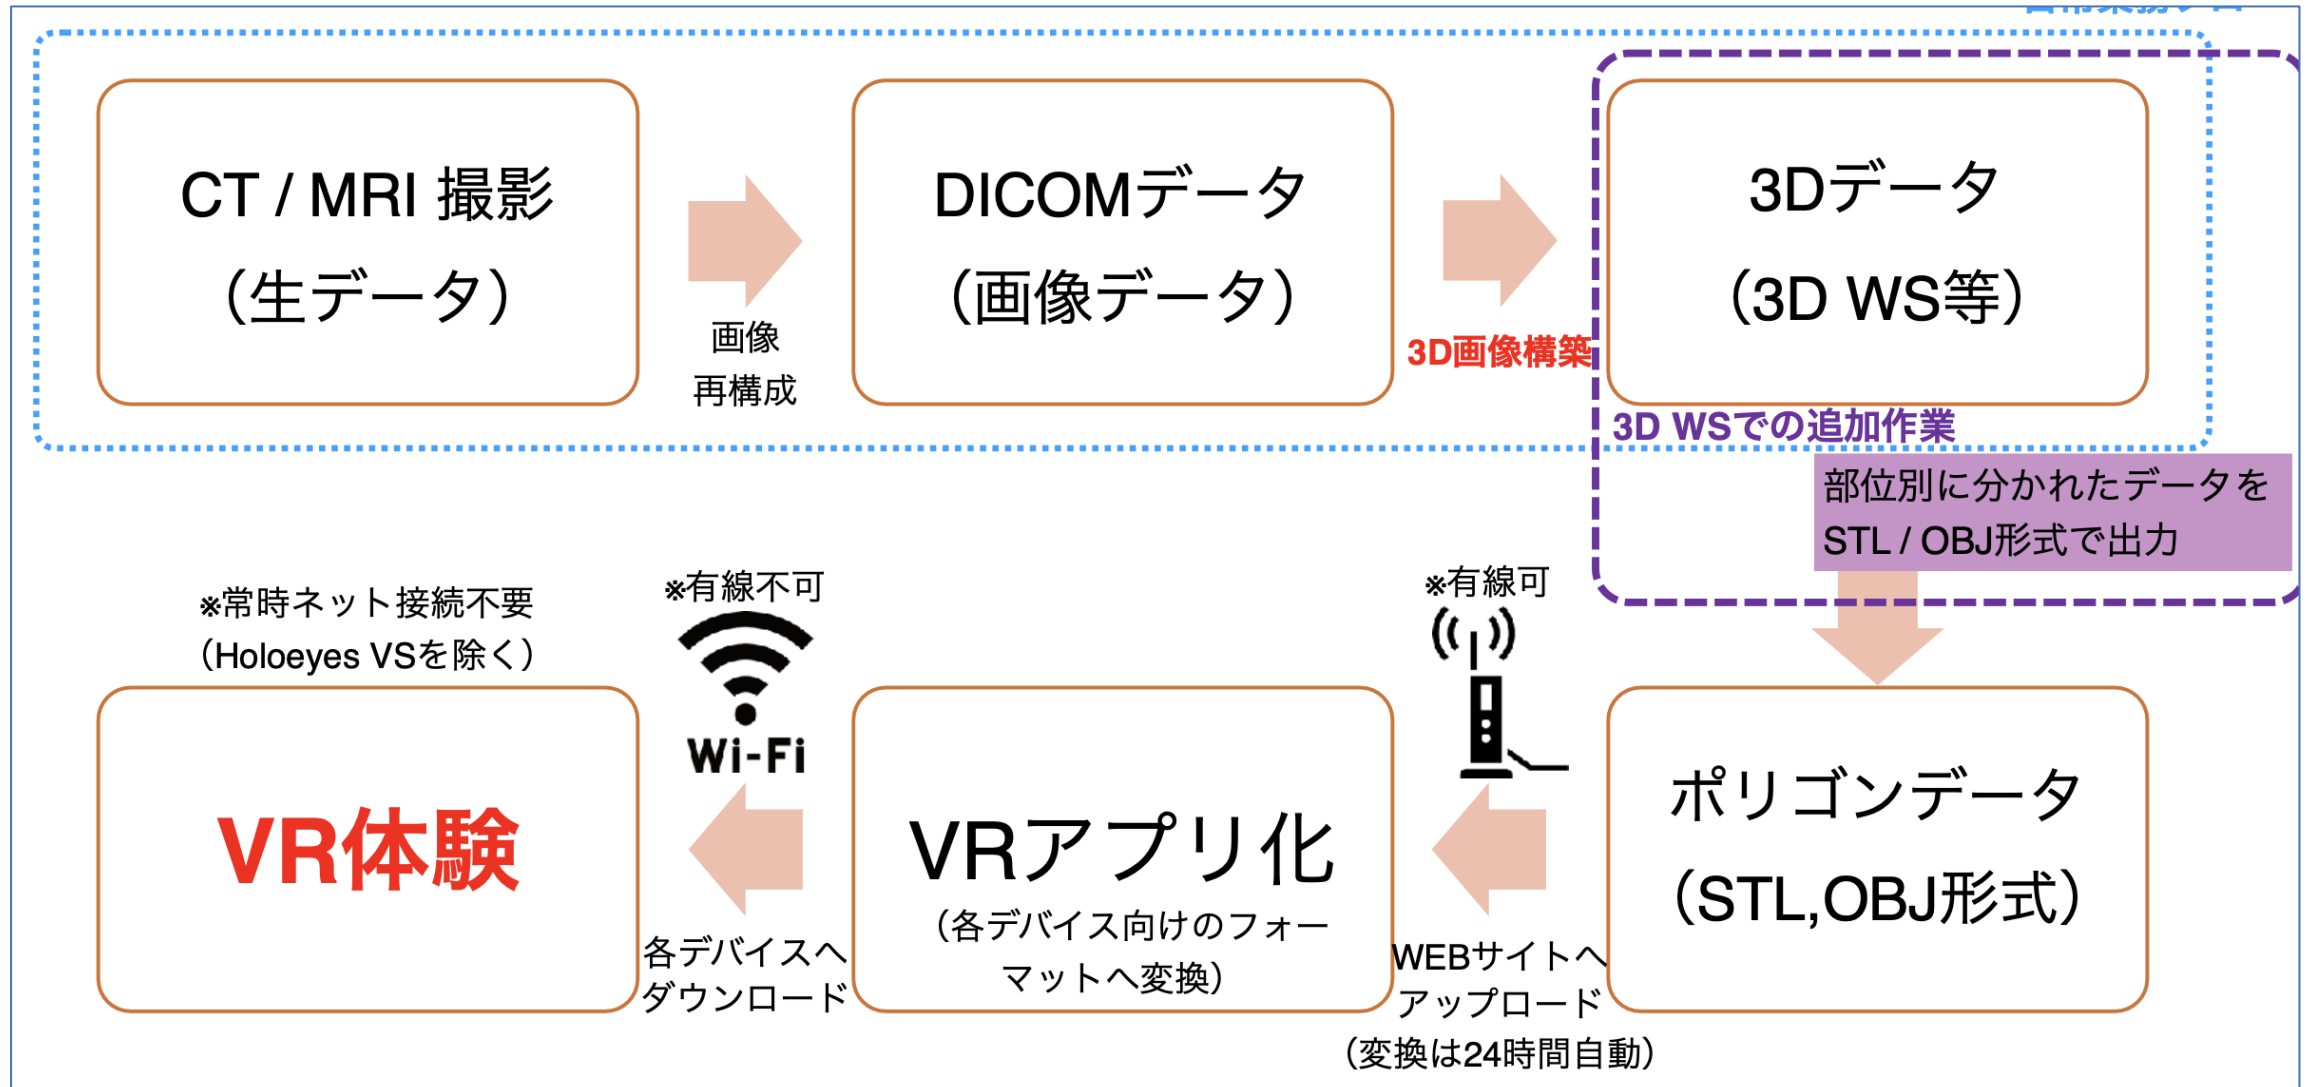 CT / MRI 撮影
（生データ）
画像
再構成
DICOMデータ
（画像データ）
3D画像構築
3Dデータ
（3D WS等）
3D WSでの追加作業
部位別に分かれたデータを
STL / OBJ形式で出力
ポリゴンデータ
（STL,OBJ形式）
※有線可
WEBサイトへ
アップロード
（変換は24時間自動）
VRアプリ化
（各デバイス向けのフォー
マットへ変換）
※有線不可
Wi-Fi
各デバイスへ
ダウンロード
※常時ネット接続不要
（Holoeyes VSを除く）
VR体験